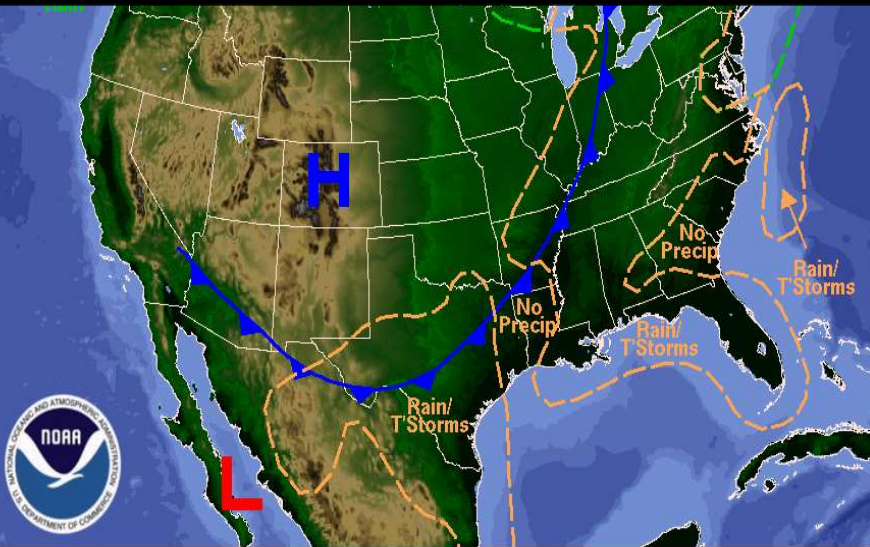 H
No
Precip
Rain/
T'Storms
No
Precip
Rain/
T'Storms
Rain/
T'Storms
NATIONAL OCEANIC AND ATMOSPHERIC ADMINISTRATION
NOAA
U.S. DEPARTMENT OF COMMERCE
L